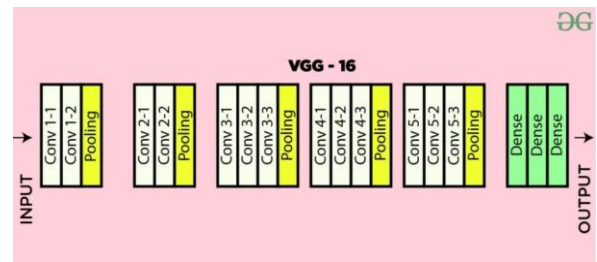 ƏG
VGG - 16
INPUT
Conv 1-1
Conv 1-2
Pooling
Conv 2-1
Conv 2-2
Pooling
Conv 3-1
Conv 3-2
Conv 3-3
Pooling
Conv 4-1
Conv 4-2
Conv 4-3
Pooling
Conv 5-1
Conv 5-2
Conv 5-3
Pooling
Dense
Dense
Dense
OUTPUT